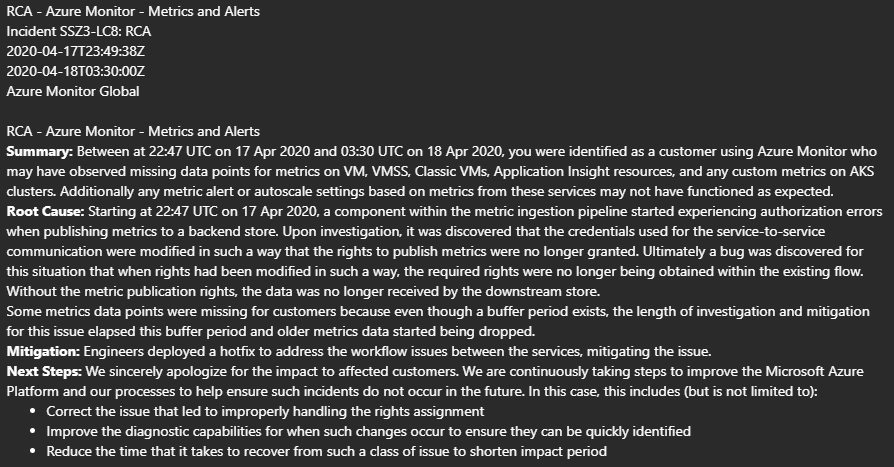 RCA - Azure Monitor - Metrics and Alerts
Incident SSZ3-LC8: RCA
2020-04-17T23:49:38Z
2020-04-18T03:30:00Z
Azure Monitor Global
RCA - Azure Monitor - Metrics and Alerts
Summary: Between at 22:47 UTC on 17 Apr 2020 and 03:30 UTC on 18 Apr 2020, you were identified as a customer using Azure Monitor who
may have observed missing data points for metrics on VM, VMSS, Classic VMs, Application Insight resources, and any custom metrics on AKS
clusters. Additionally any metric alert or autoscale settings based on metrics from these services may not have functioned as expected.
Root Cause: Starting at 22:47 UTC on 17 Apr 2020, a component within the metric ingestion pipeline started experiencing authorization errors
when publishing metrics to a backend store. Upon investigation, it was discovered that the credentials used for the service-to-service
communication were modified in such a way that the rights to publish metrics were no longer granted. Ultimately a bug was discovered for
this situation that when rights had been modified in such a way, the required rights were no longer being obtained within the existing flow.
Without the metric publication rights, the data was no longer received by the downstream store.
Some metrics data points were missing for customers because even though a buffer period exists, the length of investigation and mitigation
for this issue elapsed this buffer period and older metrics data started being dropped.
Mitigation: Engineers deployed a hotfix to address the workflow issues between the services, mitigating the issue.
Next Steps: We sincerely apologize for the impact to affected customers. We are continuously taking steps to improve the Microsoft Azure
Platform and our processes to help ensure such incidents do not occur in the future. In this case, this includes (but is not limited to):
• Correct the issue that led to improperly handling the rights assignment
• Improve the diagnostic capabilities for when such changes occur to ensure they can be quickly identified
• Reduce the time that it takes to recover from such a class of issue to shorten impact period